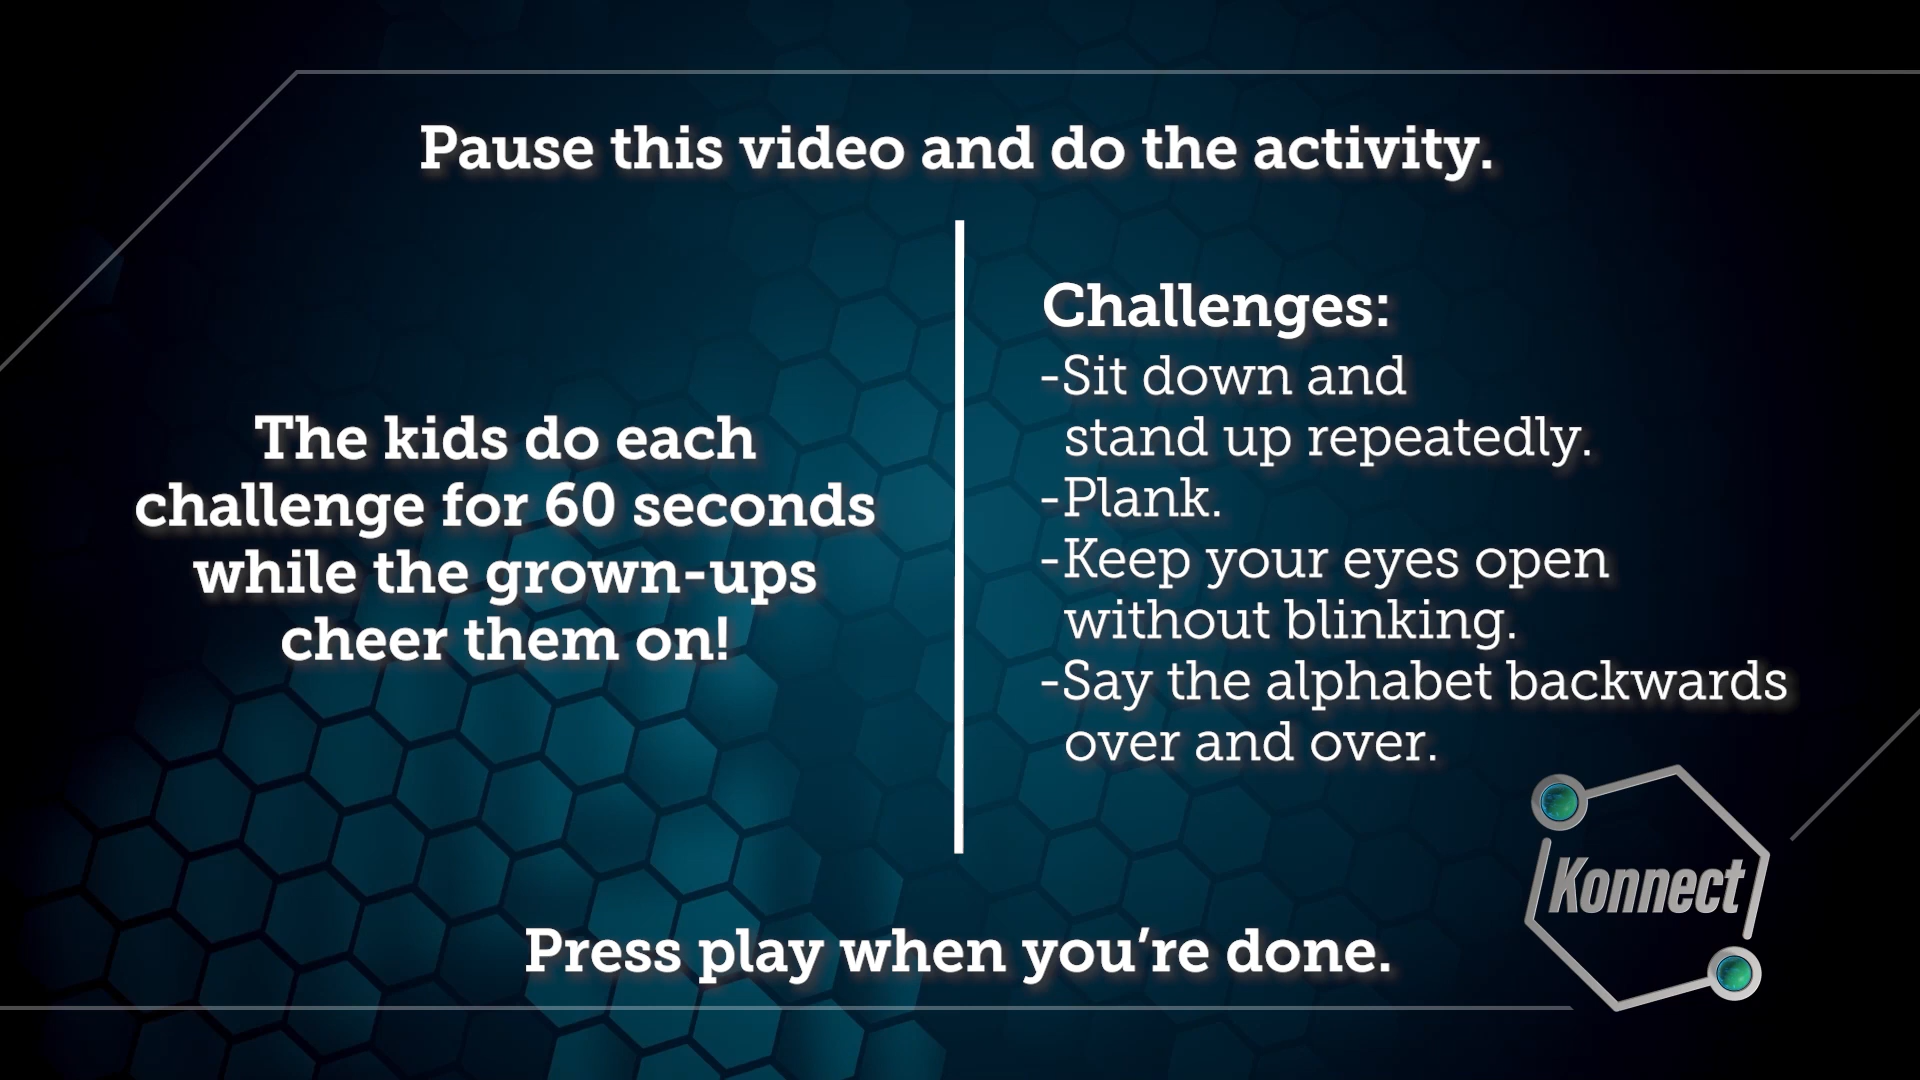 Pause this video and do the activity.
The kids do each
challenge for 60 seconds
while the grown-ups
cheer them on!
Challenges:
-Sit down and
stand up repeatedly.
-Plank.
-Keep your eyes open
without blinking.
-Say the alphabet backwards
over and over.
Konnect
Press play when you’re done.